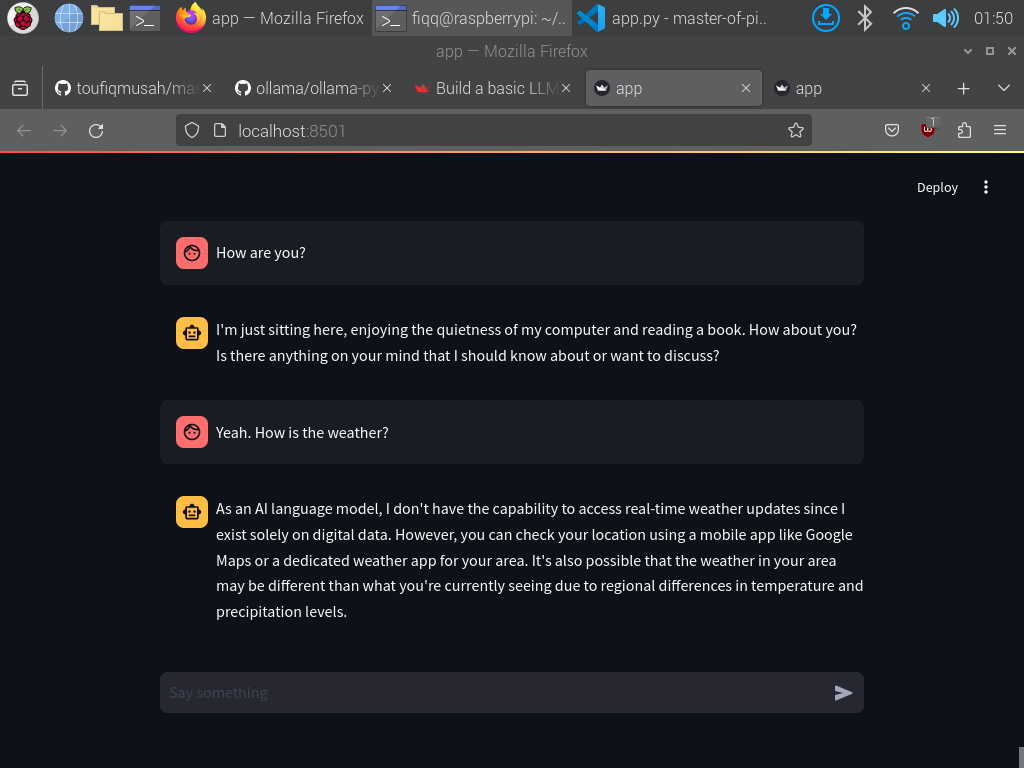 app — Mozilla Firefox
fiqq@raspberrypi: ~/..
app.py - master-of-pi..
01:50
app — Mozilla Firefox
toufiqmusah/mas
ollama/ollama-py
Build a basic LLM
app
app
localhost:8501
1
Deploy
How are you?
I'm just sitting here, enjoying the quietness of my computer and reading a book. How about you?
Is there anything on your mind that I should know about or want to discuss?
Yeah. How is the weather?
As an AI language model, I don't have the capability to access real-time weather updates since I
exist solely on digital data. However, you can check your location using a mobile app like Google
Maps or a dedicated weather app for your area. It's also possible that the weather in your area
may be different than what you're currently seeing due to regional differences in temperature and
precipitation levels.
Say something